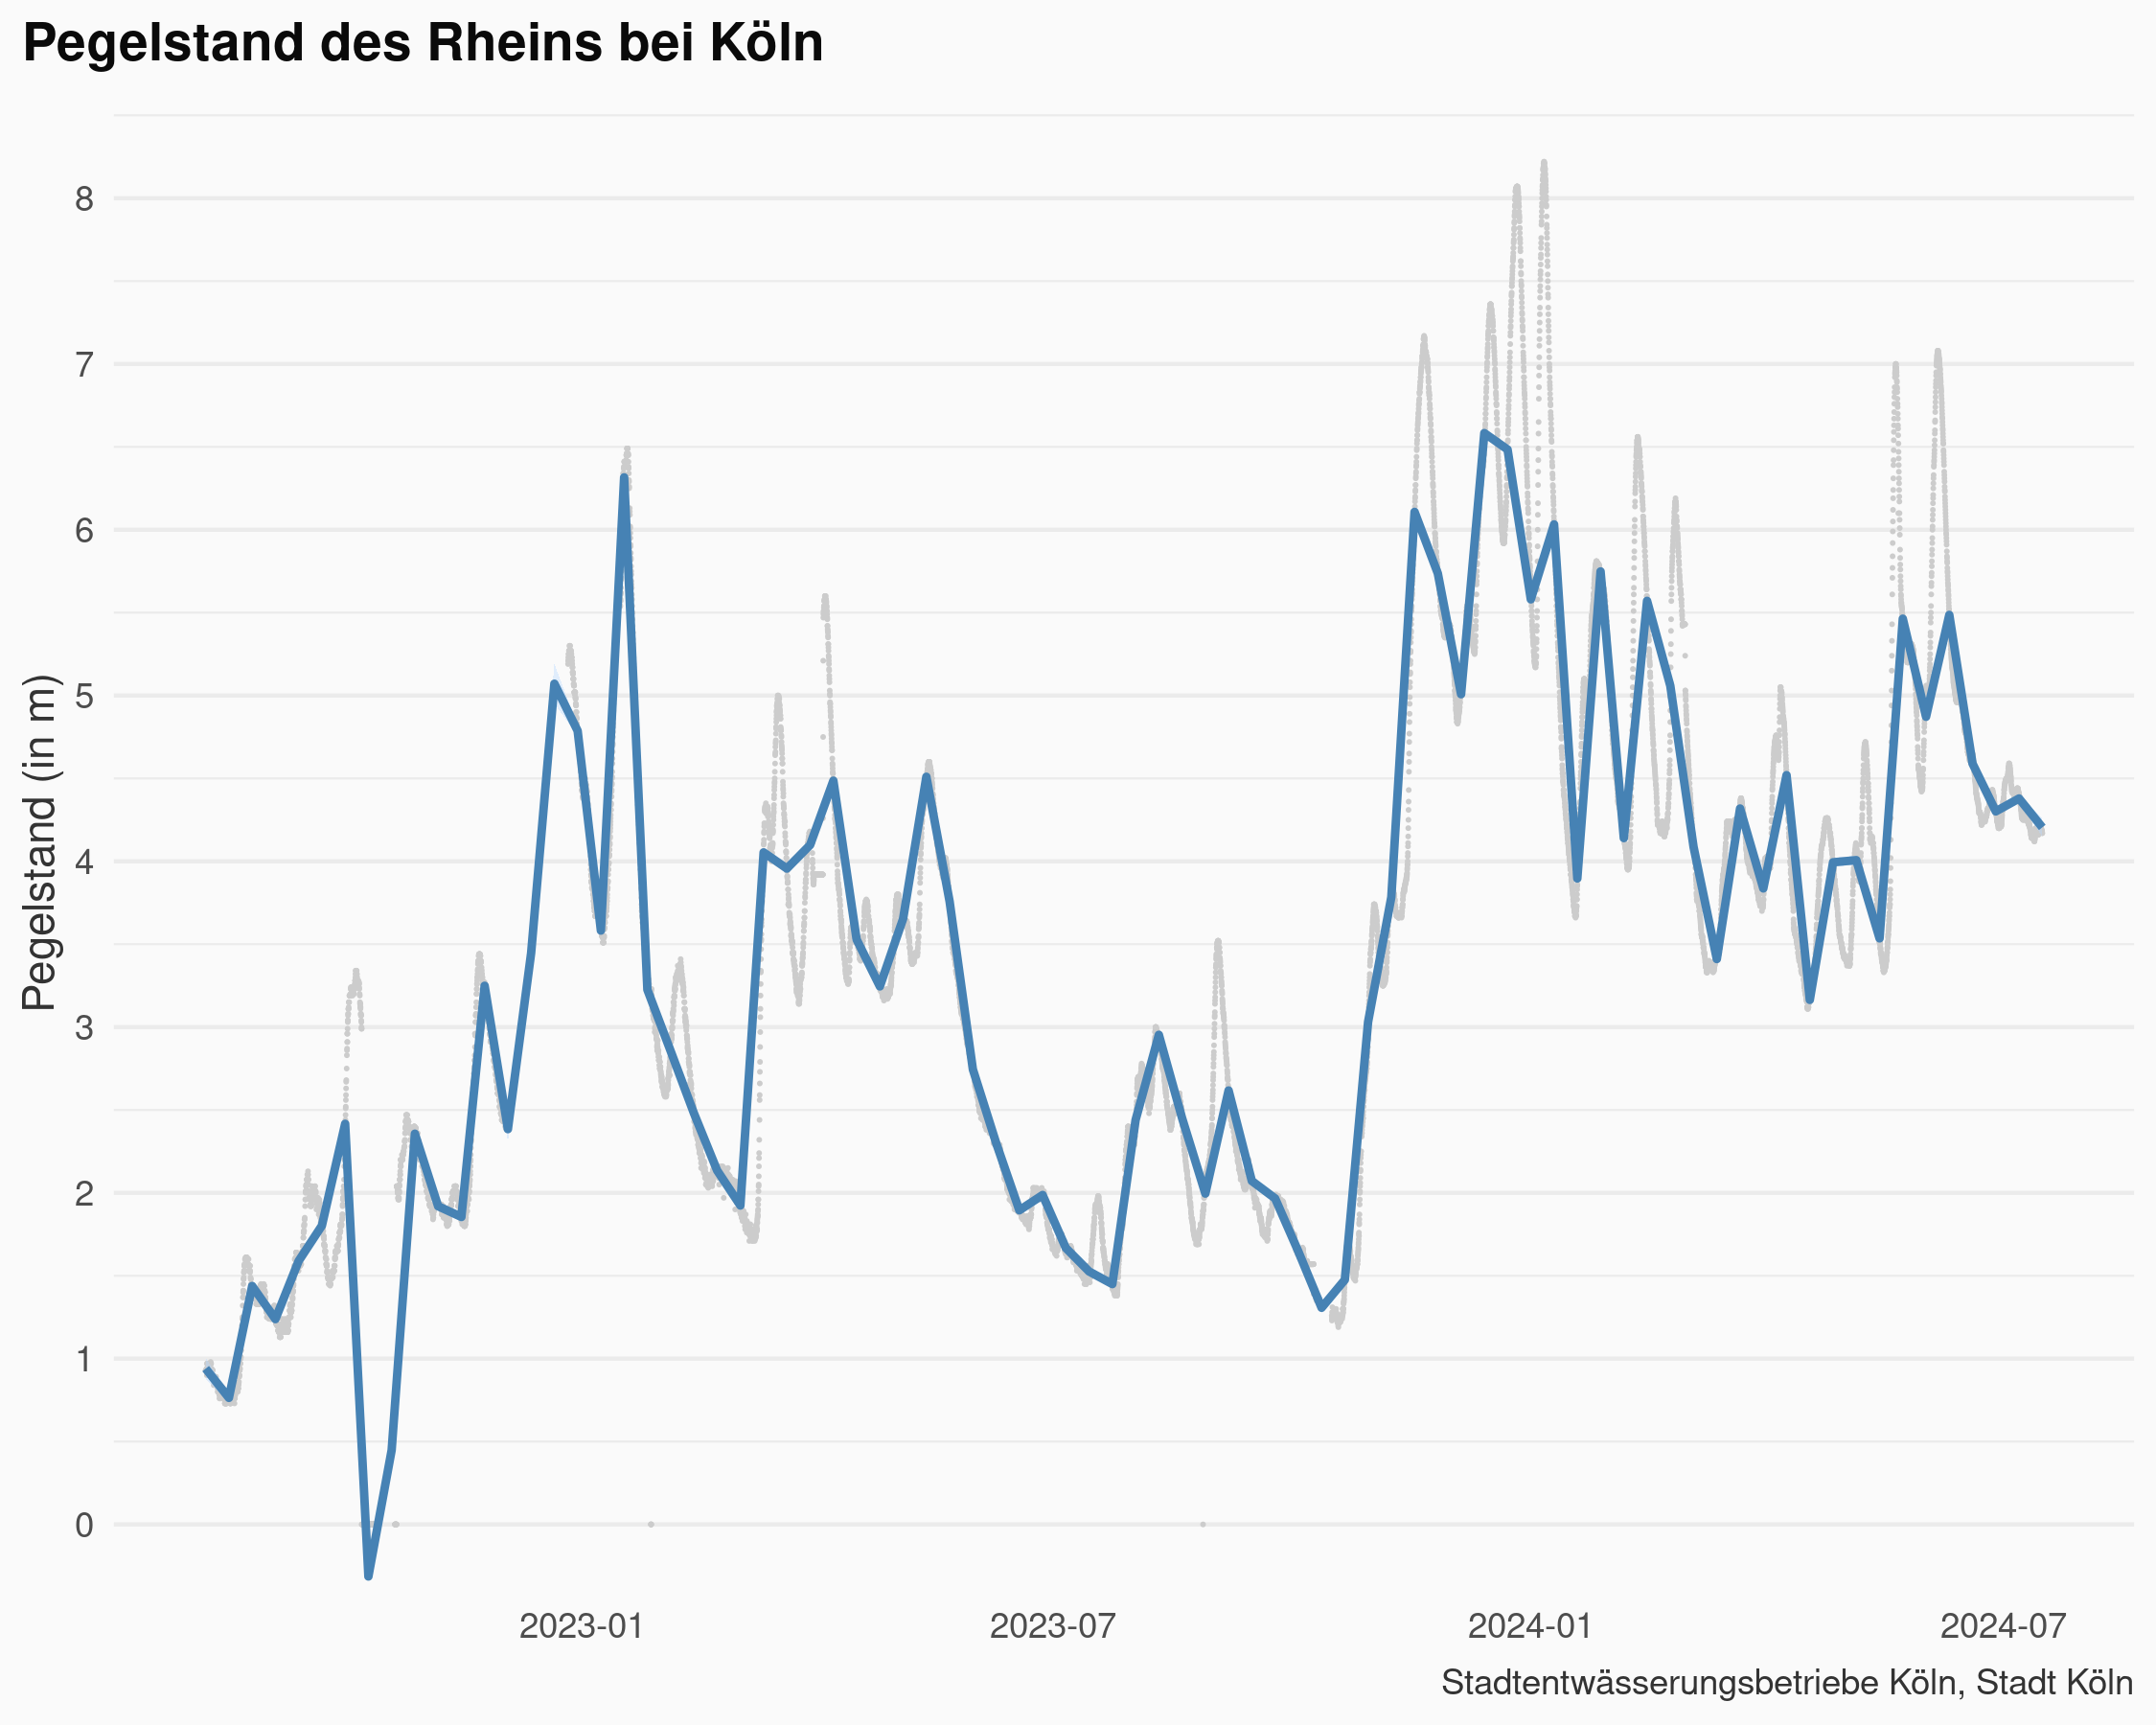 Pegelstand des Rheins bei Köln
Pegelstand (in m)
8
7
6
5
4
3
2
1
0
2023-01 2023-07 2024-01 2024-07
Stadtentwässerungsbetriebe Köln, Stadt Köln